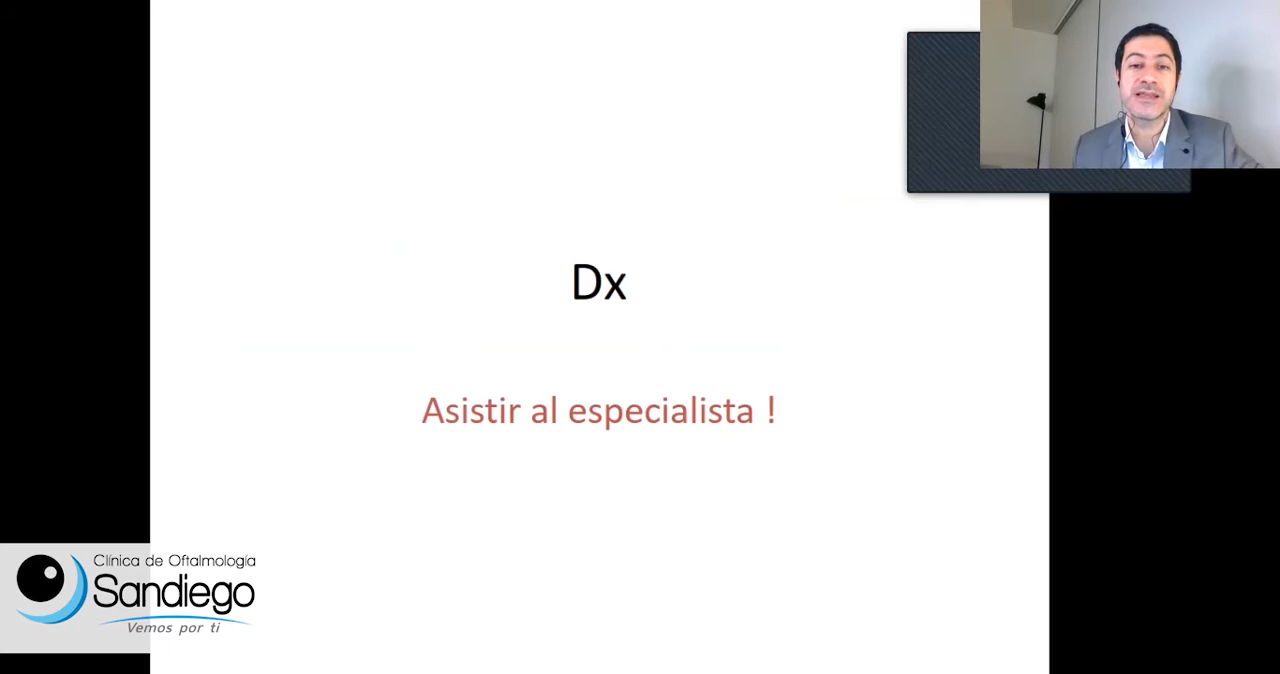 Dx
Asistir al especialista !
Clínica de Oftalmología
Sandiego
Vemos por ti